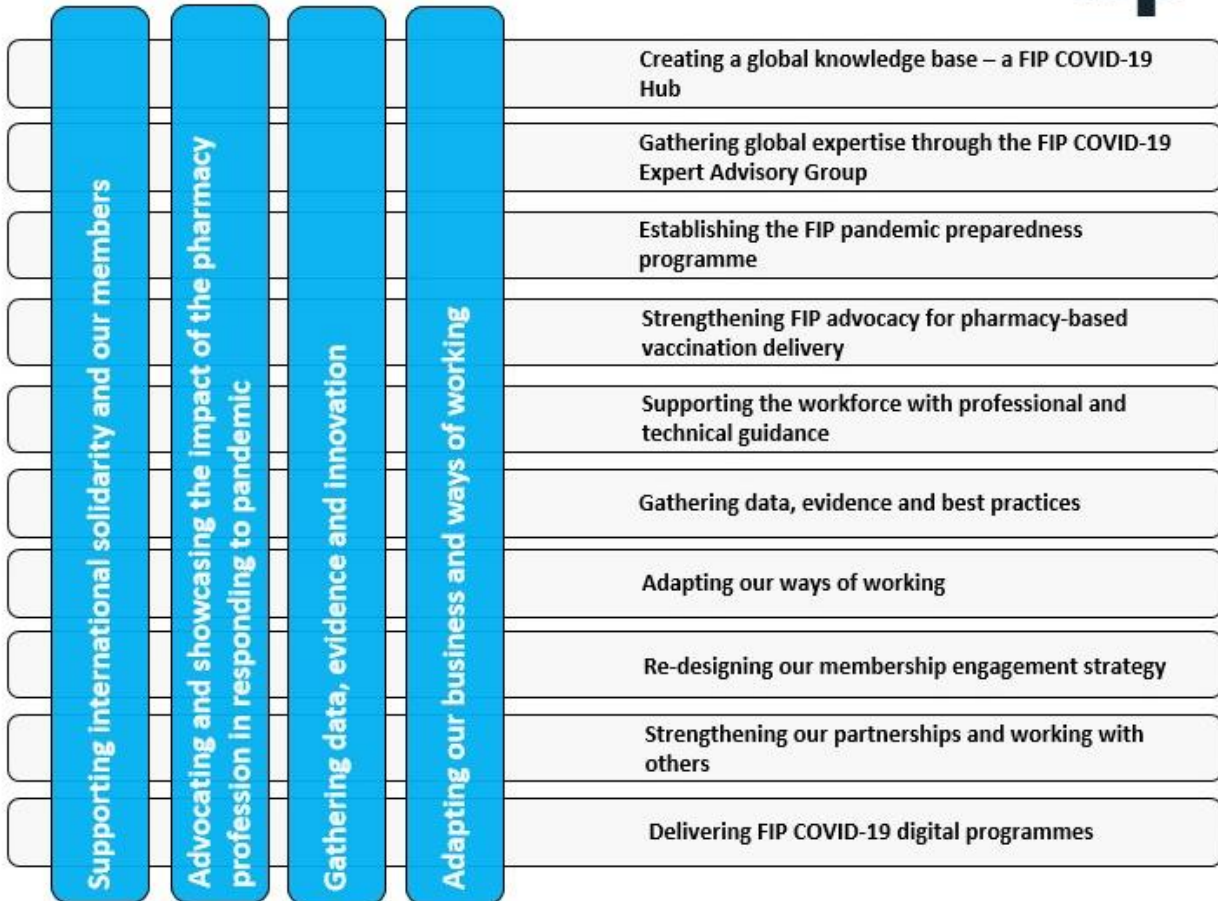 Supporting international solidarity and our members
Advocating and showcasing the impact of the pharmacy
profession in responding to pandemic
Gathering data, evidence and innovation
Adapting our business and ways of working
Creating a global knowledge base – a FIP COVID-19
Hub
Gathering global expertise through the FIP COVID-19
Expert Advisory Group
Establishing the FIP pandemic preparedness
programme
Strengthening FIP advocacy for pharmacy-based
vaccination delivery
Supporting the workforce with professional and
technical guidance
Gathering data, evidence and best practices
Adapting our ways of working
Re-designing our membership engagement strategy
Strengthening our partnerships and working with
others
Delivering FIP COVID-19 digital programmes